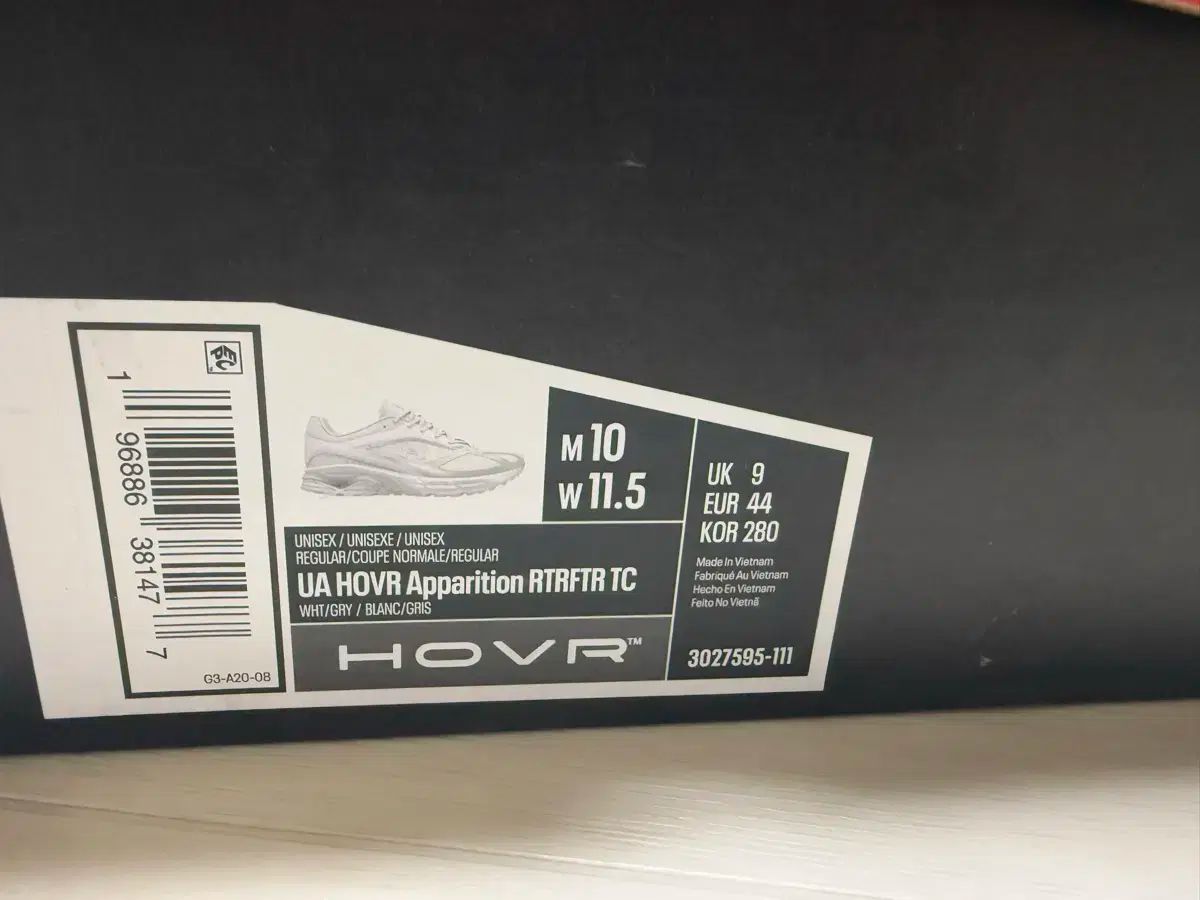 1 96886 38147 7
EPC
G3-A20-08
M 10
W 11.5
UK 9
EUR 44
KOR 280
UNISEX / UNISEXE / UNISEX
REGULAR/COUPE NORMALE/REGULAR
UA HOVR Apparition RTRFTR TC
WHT/GRY / BLANC/GRIS
HOVR™
Made In Vietnam
Fabriqué Au Vietnam
Hecho En Vietnam
Feito No Vietnã
3027595-111